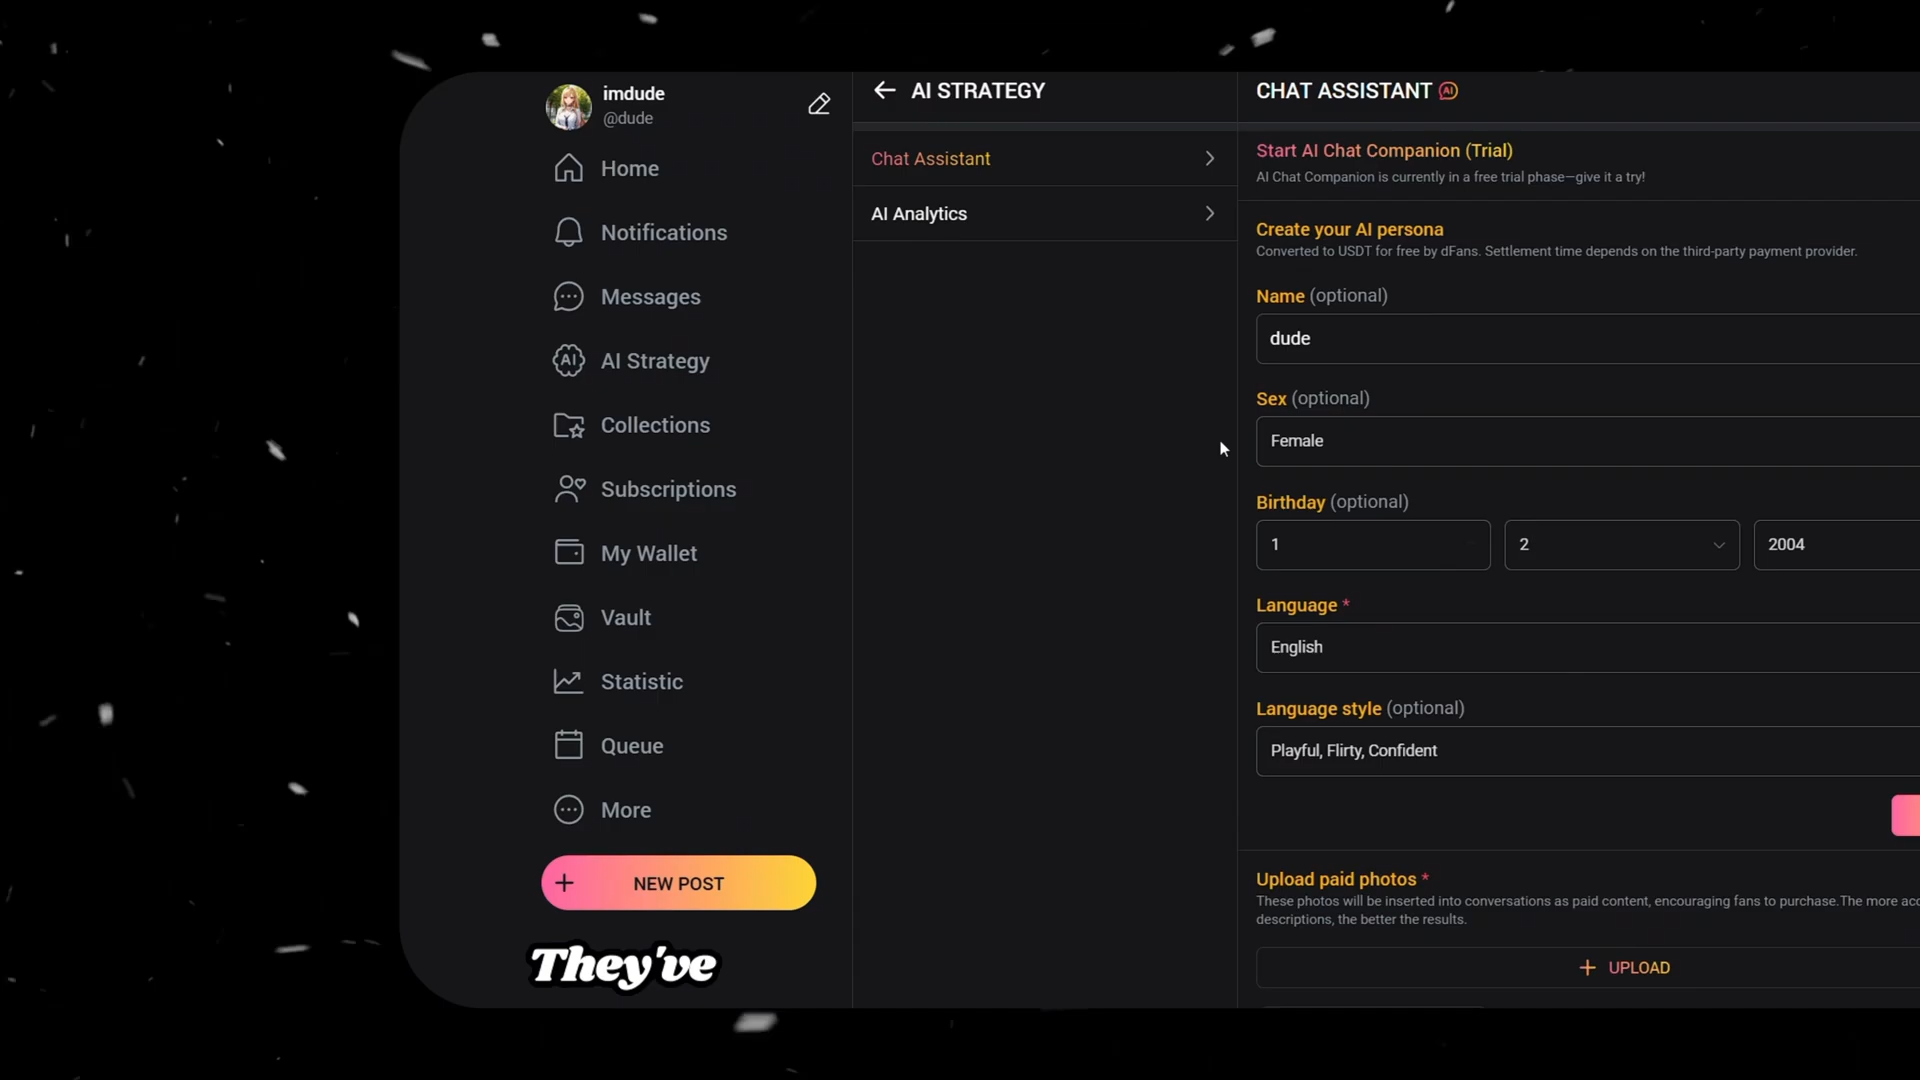 imdude
@dude
Home
Notifications
Messages
AI
AI Strategy
Collections
Subscriptions
My Wallet
Vault
Statistic
Queue
More
+ NEW POST
AI STRATEGY
Chat Assistant
AI Analytics
CHAT ASSISTANT AI
Start AI Chat Companion (Trial)
AI Chat Companion is currently in a free trial phase—give it a try!
Create your AI persona
Converted to USDT for free by dFans. Settlement time depends on the third-party payment provider.
Name (optional)
dude
Sex (optional)
Female
Birthday (optional)
1 2 2004
Language *
English
Language style (optional)
Playful, Flirty, Confident
Upload paid photos *
These photos will be inserted into conversations as paid content, encouraging fans to purchase.The more
descriptions, the better the results.
+ UPLOAD
They've